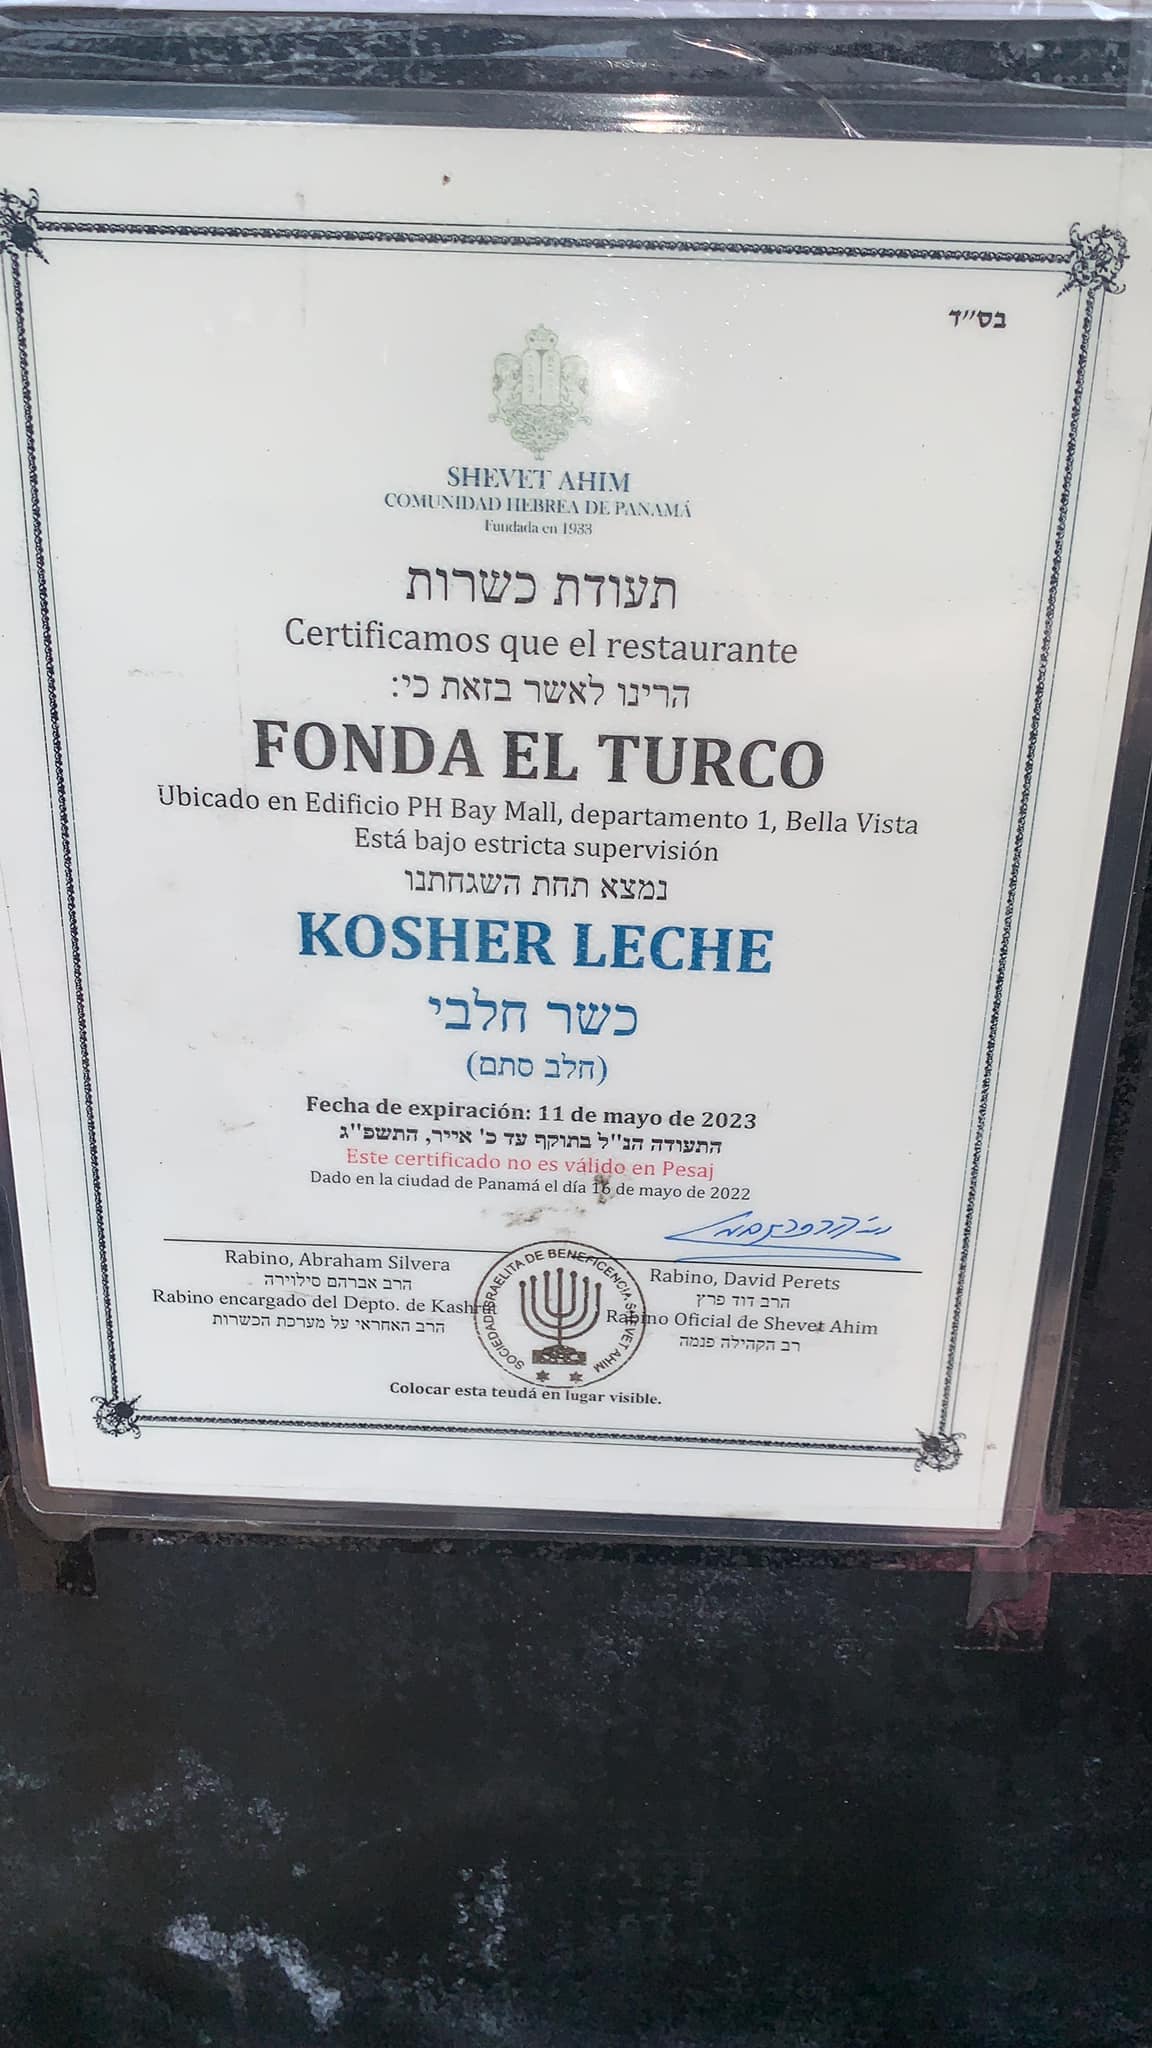 בס״ד
SHEVET AHIM
COMUNIDAD HEBREA DE PANAMÁ
Fundada en 1933
תעודת כשרות
Certificamos que el restaurante
הרינו לאשר בזאת כי:
FONDA EL TURCO
Ubicado en Edificio PH Bay Mall, departamento 1, Bella Vista
Está bajo estricta supervisión
נמצא תחת השגחתנו
KOSHER LECHE
כשר חלבי
(חלב סתם)
Fecha de expiración: 11 de mayo de 2023
התעודה הנ"ל בתוקף עד כ' אייר, התשפ"ג
Este certificado no es válido en Pesaj
Dado en la ciudad de Panamá el día 16 de mayo de 2022
Rabino, Abraham Silvera
הרב אברהם סילוירה
Rabino encargado del Depto. de Kashrut
הרב האחראי על מערכת הכשרות
Rabino, David Perets
הרב דוד פרץ
Rabino Oficial de Shevet Ahim
רב הקהילה פנמה
SOCIEDAD ISRAELITA DE BENEFICENCIA SHEVET AHIM
Colocar esta teudá en lugar visible.